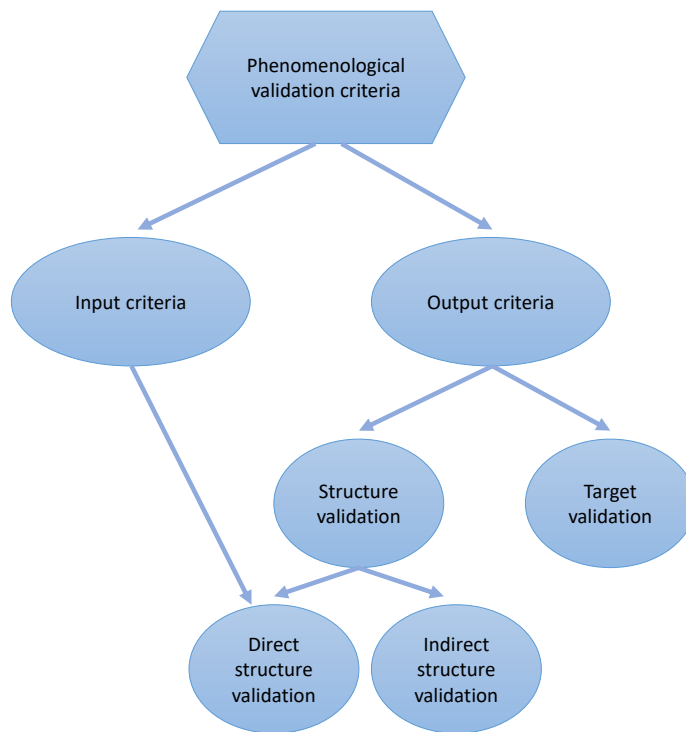 Phenomenological
validation criteria
Input criteria
Output criteria
Structure
validation
Target
validation
Direct
structure
validation
Indirect
structure
validation